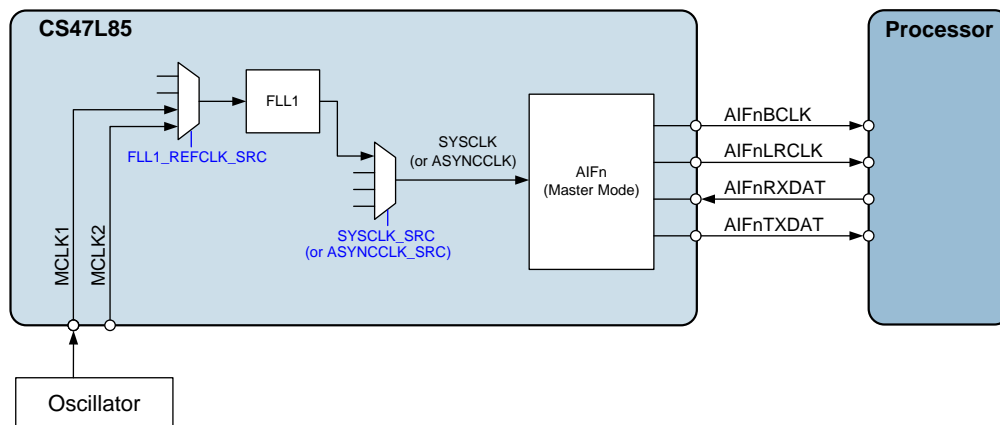 CS47L85
Processor
FLL1
FLL1_REFCLK_SRC
SYSCLK
(or ASYNCCLK)
SYSCLK_SRC
(or ASYNCCLK_SRC)
AIFn
(Master Mode)
AIFnBCLK
AIFnLRCLK
AIFnRXDAT
AIFnTXDAT
MCLK1
MCLK2
Oscillator